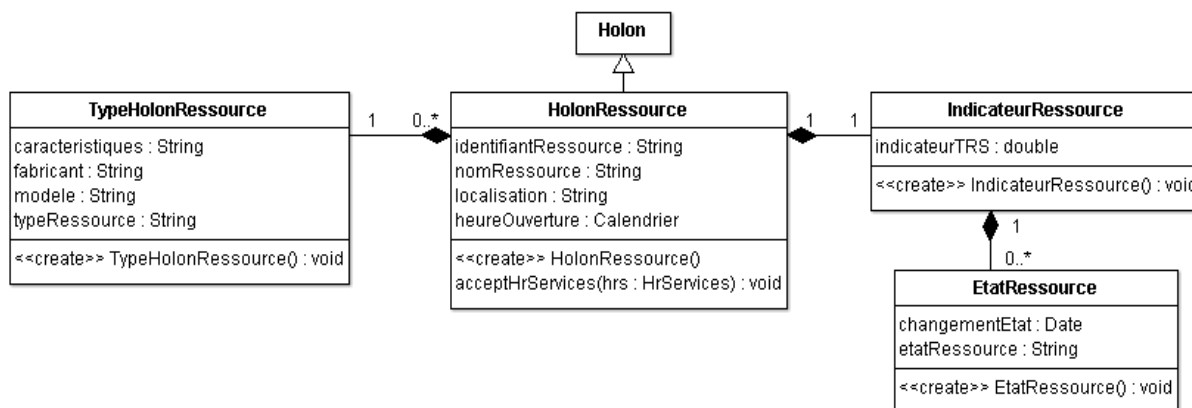 Holon
TypeHolonRessource
caracteristiques : String
fabricant : String
modele : String
typeRessource : String
<<create>> TypeHolonRessource() : void
1
0..*
HolonRessource
identifiantRessource : String
nomRessource : String
localisation : String
heureOuverture : Calendrier
<<create>> HolonRessource()
acceptHrServices(hrs : HrServices) : void
1
1
IndicateurRessource
indicateurTRS : double
<<create>> IndicateurRessource() : void
1
0..*
EtatRessource
changementEtat : Date
etatRessource : String
<<create>> EtatRessource() : void